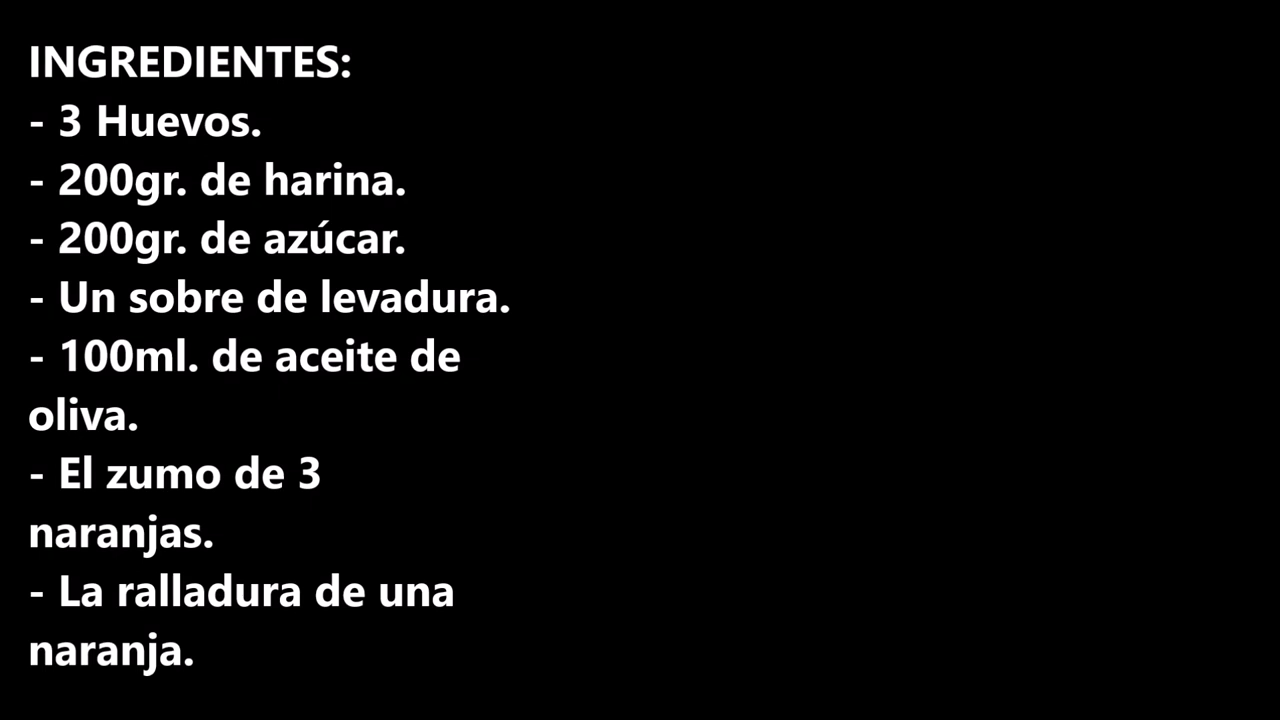 INGREDIENTES:
- 3 Huevos.
- 200gr. de harina.
- 200gr. de azúcar.
- Un sobre de levadura.
- 100ml. de aceite de
oliva.
- El zumo de 3
naranjas.
- La ralladura de una
naranja.